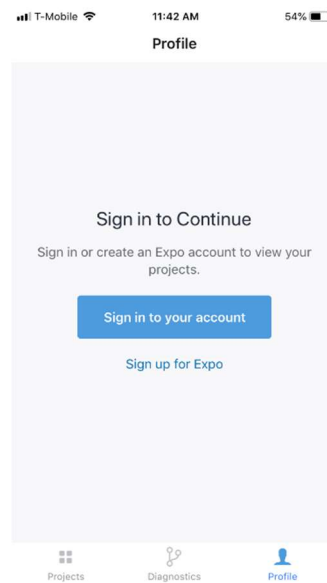 T-Mobile 11:42 AM 54%
Profile
Sign in to Continue
Sign in or create an Expo account to view your
projects.
Sign in to your account
Sign up for Expo
Projects Diagnostics Profile